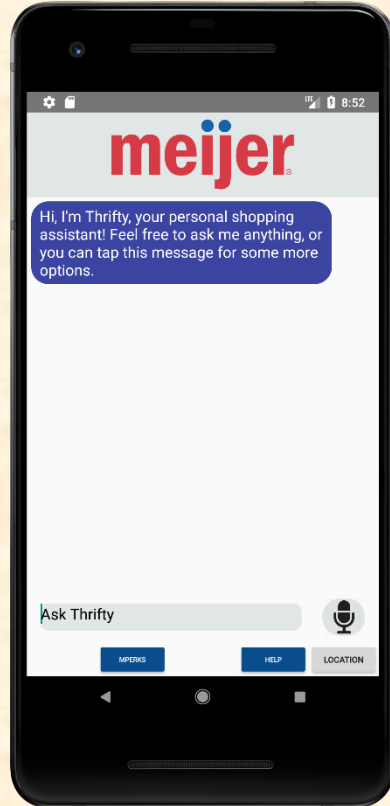 LTE 8:52
meijer®
Hi, I'm Thrifty, your personal shopping
assistant! Feel free to ask me anything, or
you can tap this message for some more
options.
Ask Thrifty
MPERKS HELP LOCATION